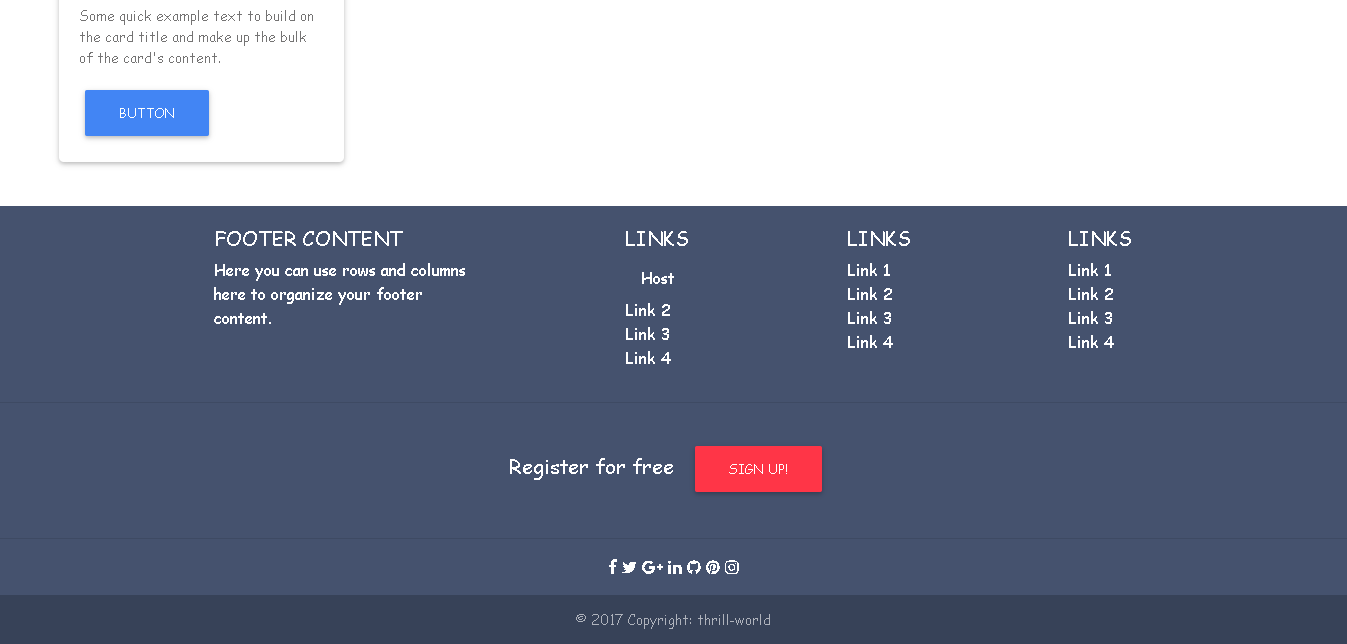 Some quick example text to build on
the card title and make up the bulk
of the card's content.
BUTTON
FOOTER CONTENT
Here you can use rows and columns
here to organize your footer
content.
LINKS
Host
Link 2
Link 3
Link 4
LINKS
Link 1
Link 2
Link 3
Link 4
LINKS
Link 1
Link 2
Link 3
Link 4
Register for free
SIGN UP!
© 2017 Copyright: thrill-world